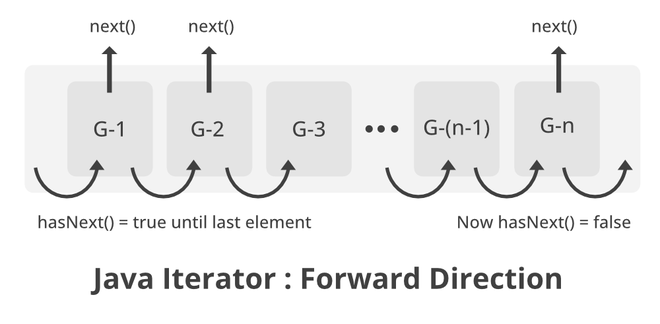 next() next() next()
G-1 G-2 G-3 ••• G-(n-1) G-n
hasNext() = true until last element Now hasNext() = false
Java Iterator : Forward Direction